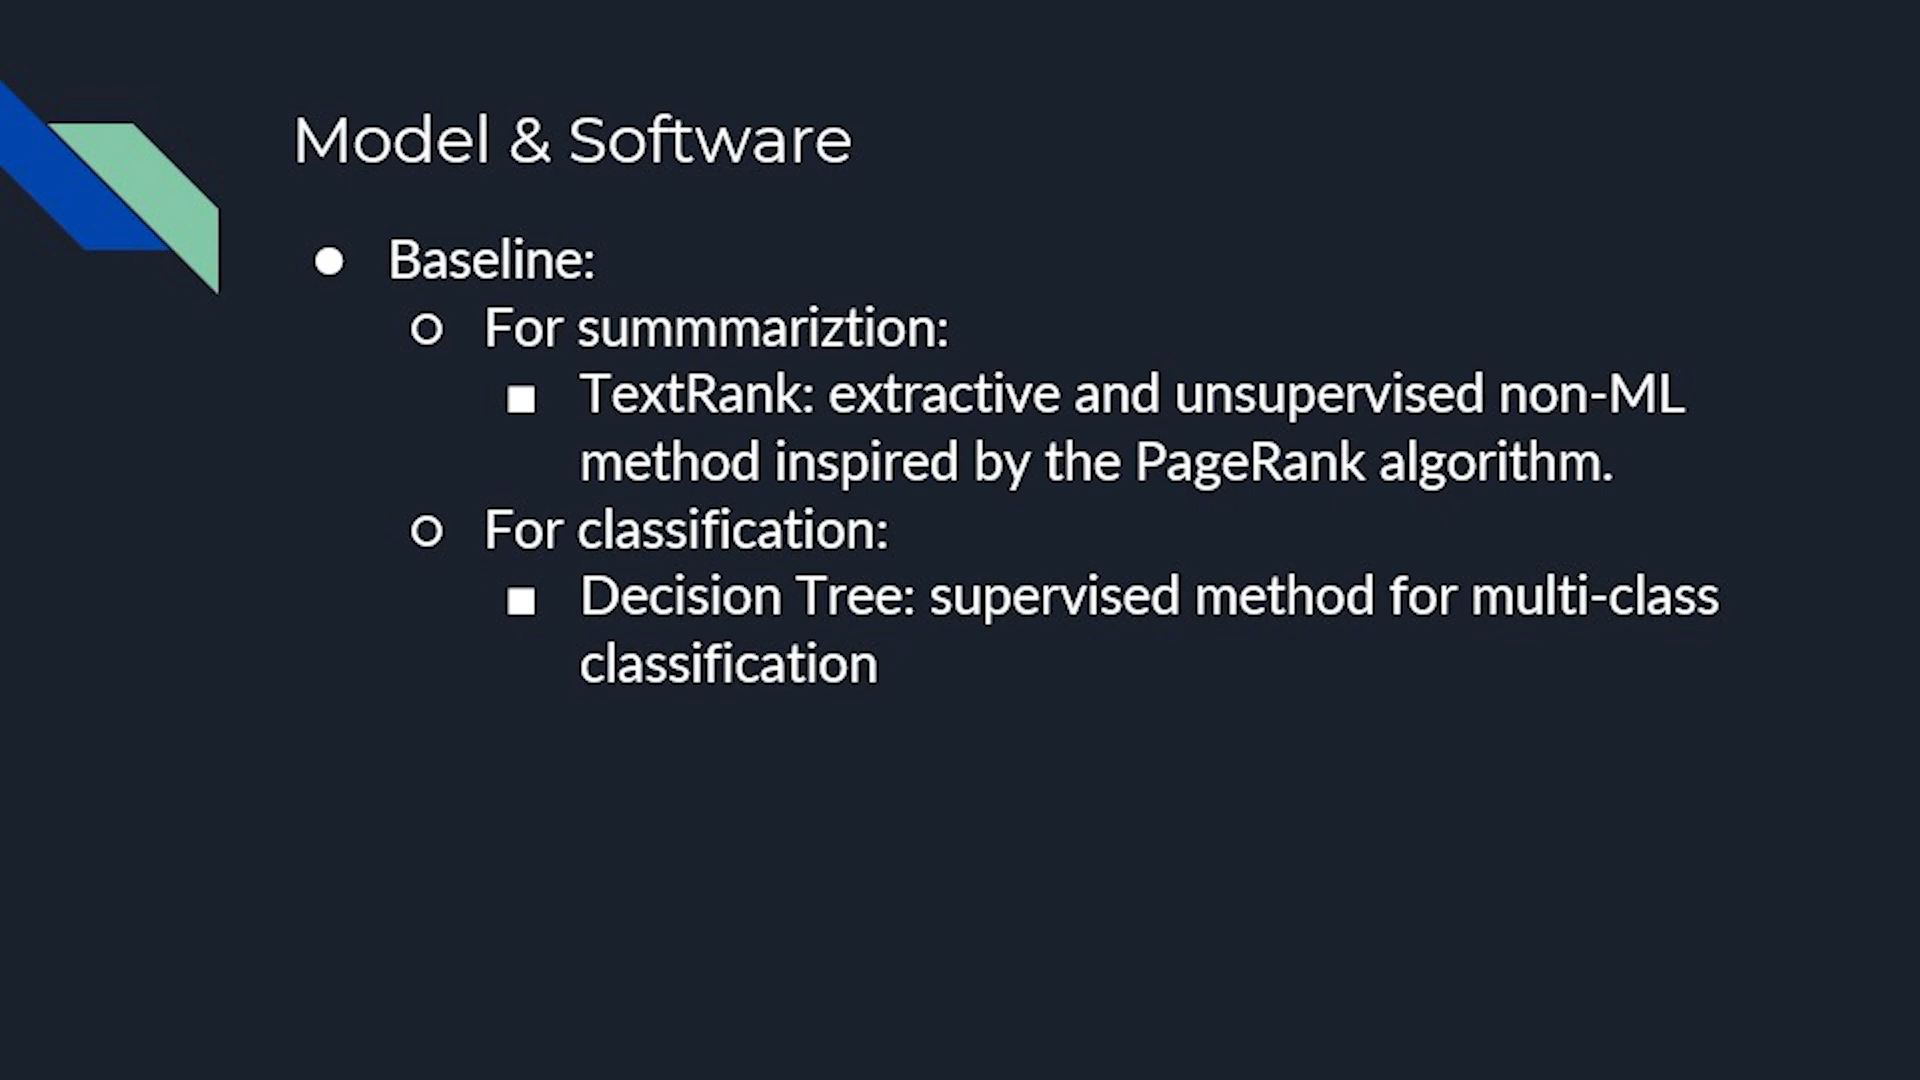 Model & Software
● Baseline:
○ For summmariztion:
■ TextRank: extractive and unsupervised non-ML
method inspired by the PageRank algorithm.
○ For classification:
■ Decision Tree: supervised method for multi-class
classification